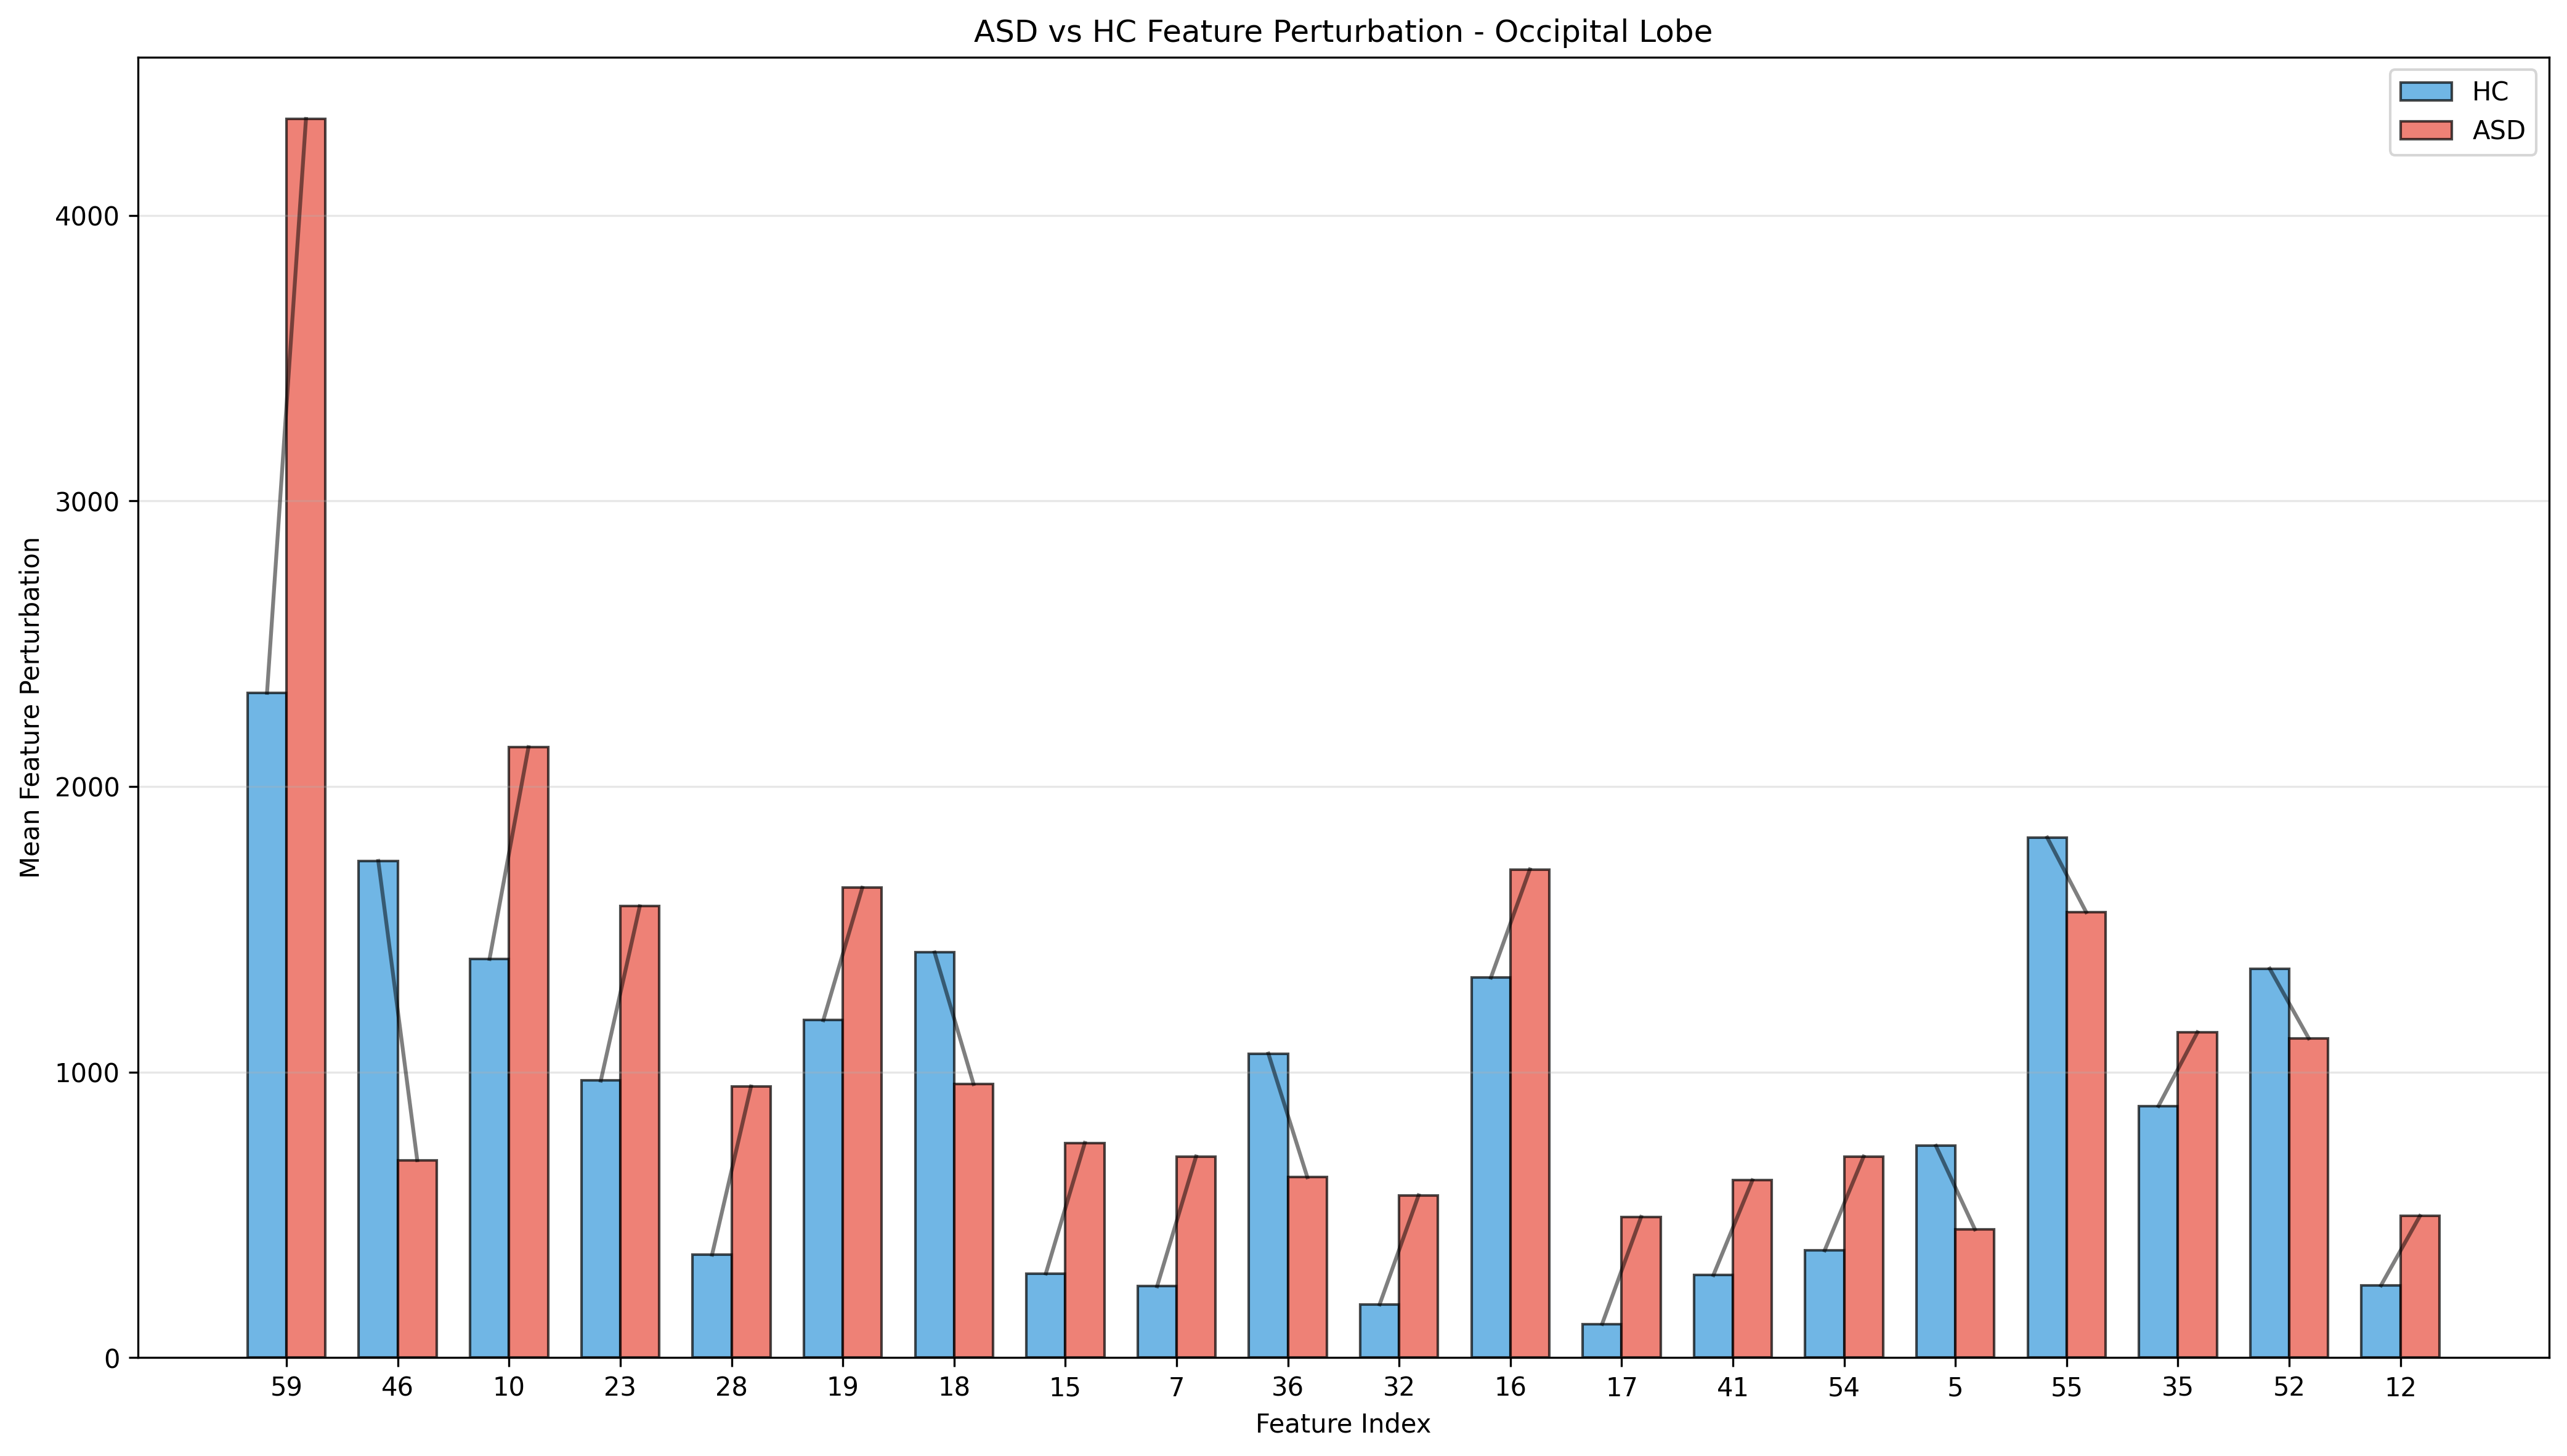 ASD vs HC Feature Perturbation - Occipital Lobe
HC
ASD
Mean Feature Perturbation
4000
3000
2000
1000
0
59 46 10 23 28 19 18 15 7 36 32 16 17 41 54 5 55 35 52 12
Feature Index